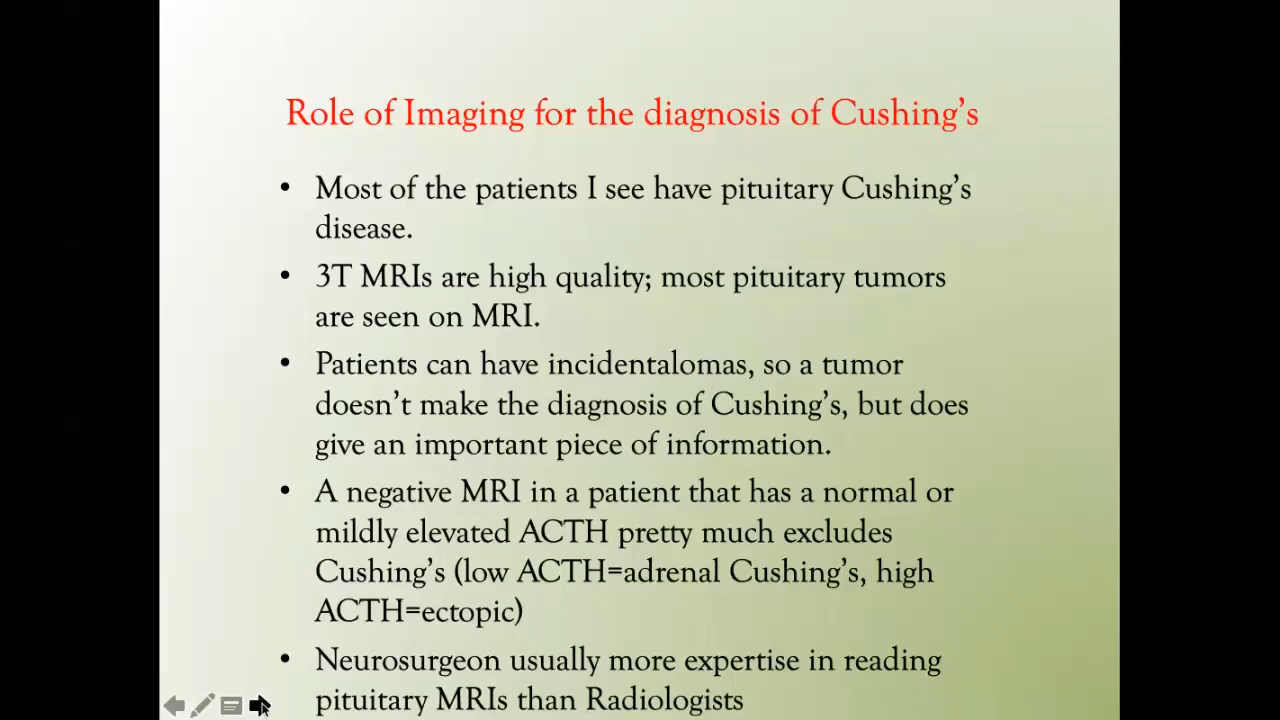 Role of Imaging for the diagnosis of Cushing's
• Most of the patients I see have pituitary Cushing's
disease.
• 3T MRIs are high quality; most pituitary tumors
are seen on MRI.
• Patients can have incidentalomas, so a tumor
doesn't make the diagnosis of Cushing's, but does
give an important piece of information.
• A negative MRI in a patient that has a normal or
mildly elevated ACTH pretty much excludes
Cushing's (low ACTH=adrenal Cushing's, high
ACTH=ectopic)
• Neurosurgeon usually more expertise in reading
pituitary MRIs than Radiologists